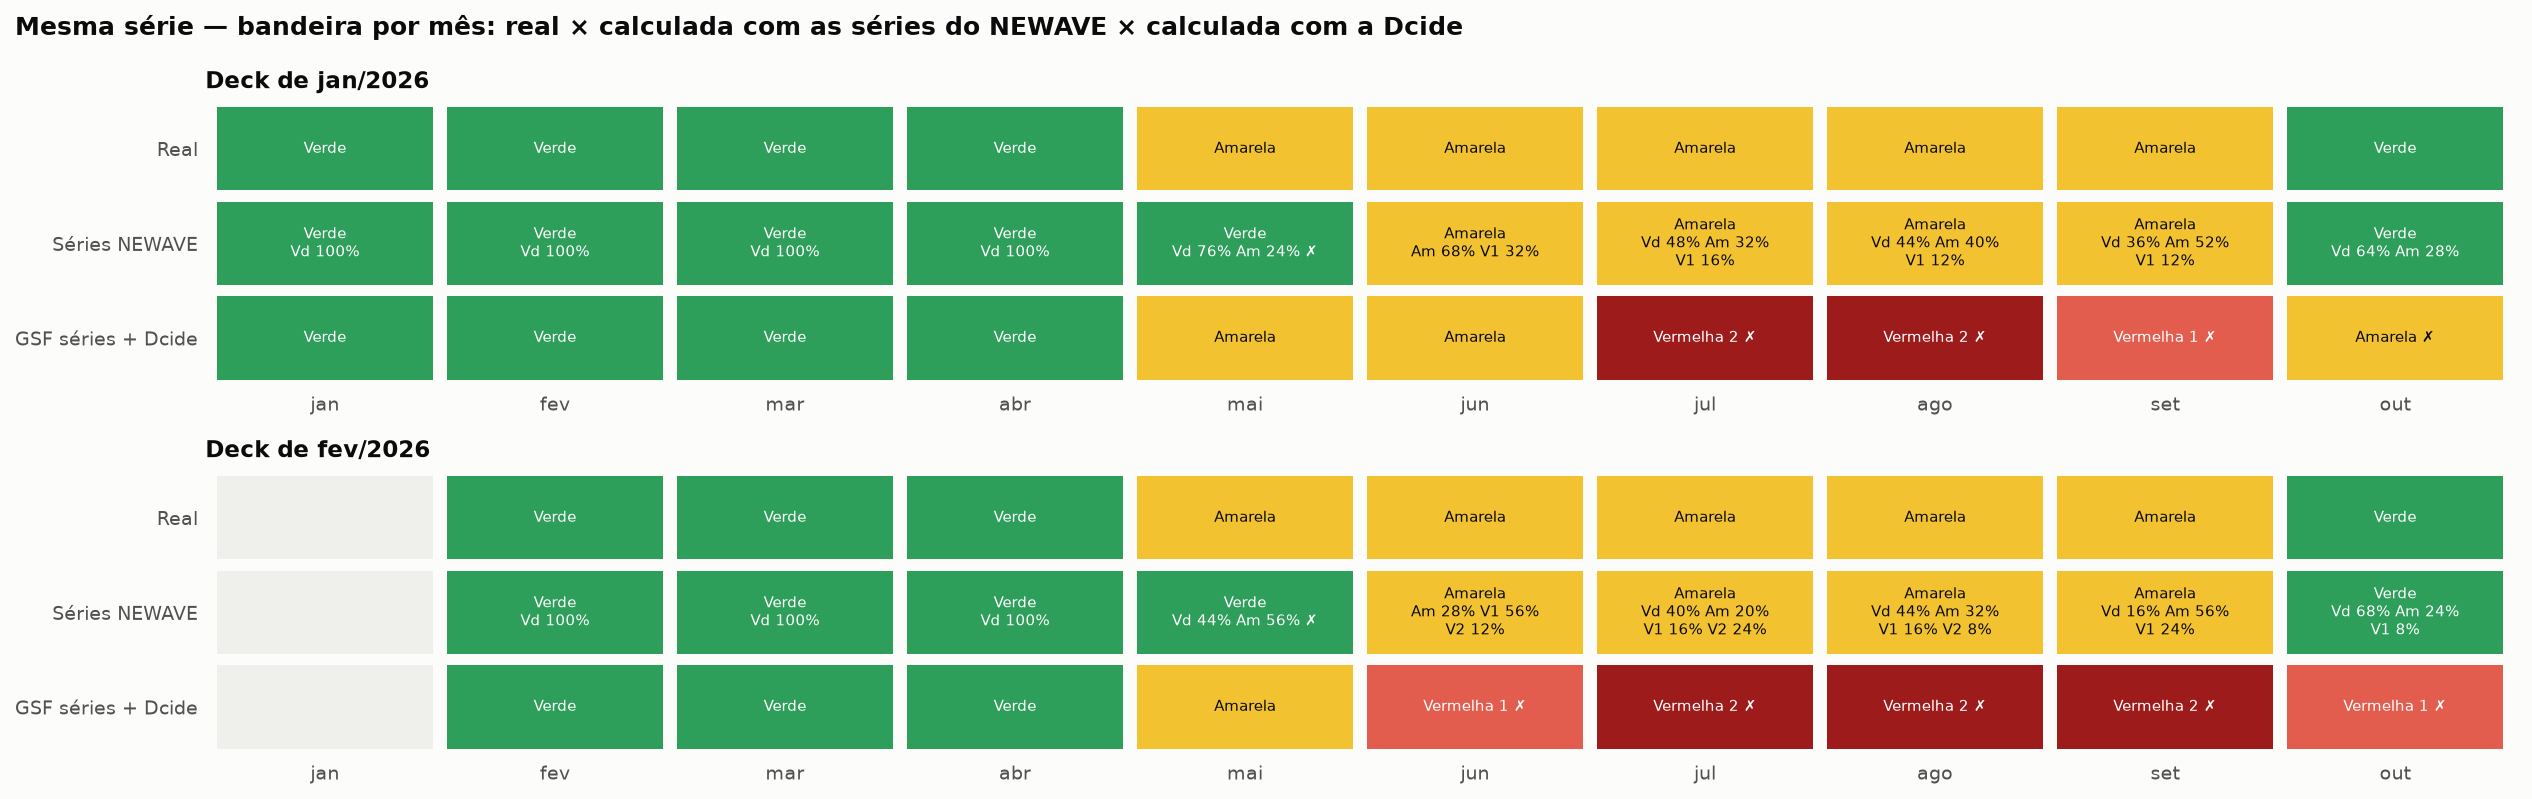 Mesma série — bandeira por mês: real × calculada com as séries do NEWAVE × calculada com a Dcide
Deck de jan/2026
Real
Verde
Verde
Verde
Verde
Amarela
Amarela
Amarela
Amarela
Amarela
Verde
Séries NEWAVE
Verde
Vd 100%
Verde
Vd 100%
Verde
Vd 100%
Verde
Vd 100%
Verde
Vd 76% Am 24% ✗
Amarela
Am 68% V1 32%
Amarela
Vd 48% Am 32%
V1 16%
Amarela
Vd 44% Am 40%
V1 12%
Amarela
Vd 36% Am 52%
V1 12%
Verde
Vd 64% Am 28%
GSF séries + Dcide
Verde
Verde
Verde
Verde
Amarela
Amarela
Vermelha 2 ✗
Vermelha 2 ✗
Vermelha 1 ✗
Amarela ✗
jan
fev
mar
abr
mai
jun
jul
ago
set
out
Deck de fev/2026
Real
Verde
Verde
Verde
Amarela
Amarela
Amarela
Amarela
Amarela
Verde
Séries NEWAVE
Verde
Vd 100%
Verde
Vd 100%
Verde
Vd 100%
Verde
Vd 44% Am 56% ✗
Amarela
Am 28% V1 56%
V2 12%
Amarela
Vd 40% Am 20%
V1 16% V2 24%
Amarela
Vd 44% Am 32%
V1 16% V2 8%
Amarela
Vd 16% Am 56%
V1 24%
Verde
Vd 68% Am 24%
V1 8%
GSF séries + Dcide
Verde
Verde
Verde
Amarela
Vermelha 1 ✗
Vermelha 2 ✗
Vermelha 2 ✗
Vermelha 2 ✗
Vermelha 1 ✗
jan
fev
mar
abr
mai
jun
jul
ago
set
out